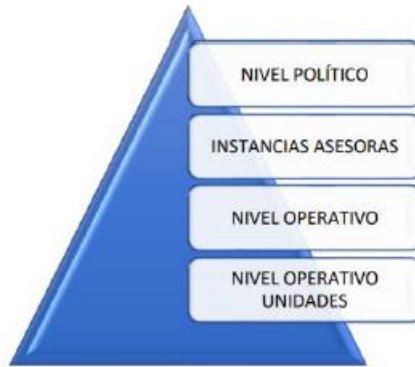 NIVEL POLÍTICO
INSTANCIAS ASESORAS
NIVEL OPERATIVO
NIVEL OPERATIVO
UNIDADES